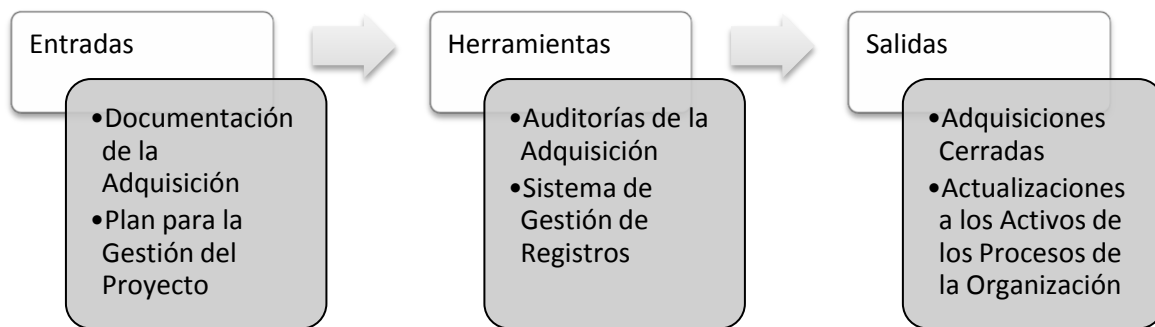 Entradas
•Documentación
de la
Adquisición
•Plan para la
Gestión del
Proyecto
Herramientas
•Auditorías de la
Adquisición
•Sistema de
Gestión de
Registros
Salidas
•Adquisiciones
Cerradas
•Actualizaciones
a los Activos de
los Procesos de
la Organización